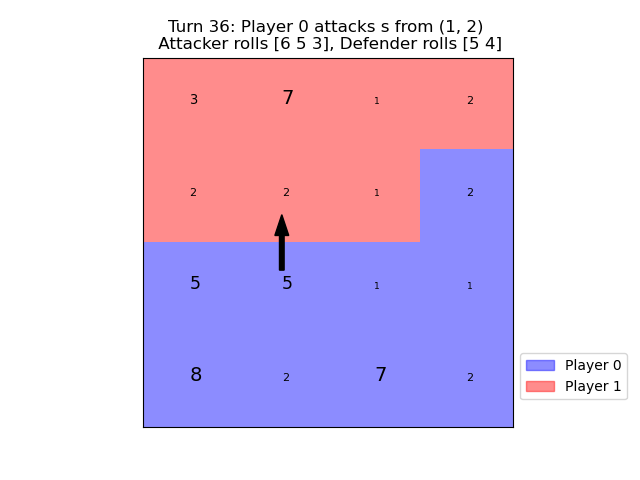 Turn 36: Player 0 attacks s from (1, 2)
Attacker rolls [6 5 3], Defender rolls [5 4]
3 7 1 2
2 2 1 2
5 5 1 1
8 2 7 2
Player 0
Player 1